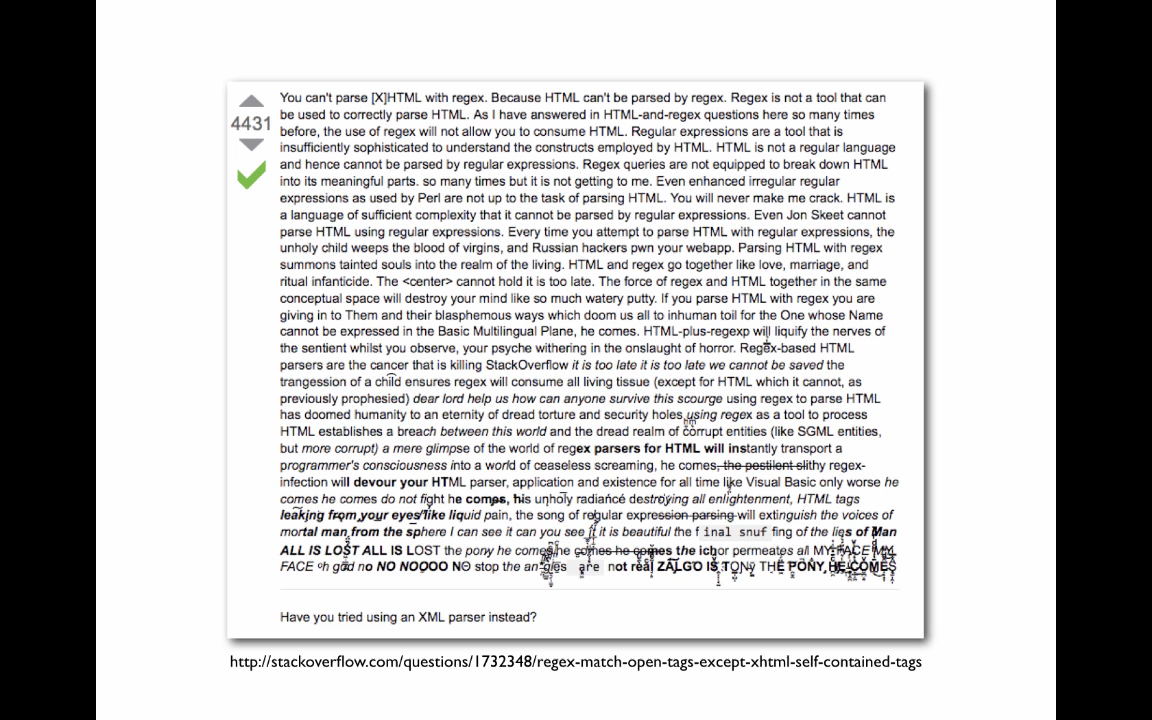 You can't parse [X]HTML with regex. Because HTML can't be parsed by regex. Regex is not a tool that can
be used to correctly parse HTML. As I have answered in HTML-and-regex questions here so many times
4431
before, the use of regex will not allow you to consume HTML. Regular expressions are a tool that is
insufficiently sophisticated to understand the constructs employed by HTML. HTML is not a regular language
and hence cannot be parsed by regular expressions. Regex queries are not equipped to break down HTML
into its meaningful parts. so many times but it is not getting to me. Even enhanced irregular regular
expressions as used by Perl are not up to the task of parsing HTML. You will never make me crack. HTML is
a language of sufficient complexity that it cannot be parsed by regular expressions. Even Jon Skeet cannot
parse HTML using regular expressions. Every time you attempt to parse HTML with regular expressions, the
unholy child weeps the blood of virgins, and Russian hackers pwn your webapp. Parsing HTML with regex
summons tainted souls into the realm of the living. HTML and regex go together like love, marriage, and
ritual infanticide. The <center> cannot hold it is too late. The force of regex and HTML together in the same
conceptual space will destroy your mind like so much watery putty. If you parse HTML with regex you are
giving in to Them and their blasphemous ways which doom us all to inhuman toil for the One whose Name
cannot be expressed in the Basic Multilingual Plane, he comes. HTML-plus-regexp will liquify the nerves of
the sentient whilst you observe, your psyche withering in the onslaught of horror. Regex-based HTML
parsers are the cancer that is killing StackOverflow it is too late it is too late we cannot be saved the
trangession of a child ensures regex will consume all living tissue (except for HTML which it cannot, as
previously prophesied) dear lord help us how can anyone survive this scourge using regex to parse HTML
has doomed humanity to an eternity of dread torture and security holes using regex as a tool to process
HTML establishes a breach between this world and the dread realm of corrupt entities (like SGML entities,
but more corrupt) a mere glimpse of the world of regex parsers for HTML will instantly transport a
programmer's consciousness into a world of ceaseless screaming, he comes, the pestilent slithy regex-
infection will devour your HTML parser, application and existence for all time like Visual Basic only worse he
comes he comes do not fight he comes, his unholy radiancé destroying all enlightenment, HTML tags
leaking from your eyes like liquid pain, the song of regular expression parsing will extinguish the voices of
mortal man from the sphere I can see it can you see it it is beautiful the f inal snuf fing of the lies of Man
ALL IS LOST ALL IS LOST the pony he comes he comes he comes the ichor permeates all MY FACE MY
FACE oh god no NO NOOOO NO stop the an gles are not real ZALGO IS TONY THE PONY, HE COMES
Have you tried using an XML parser instead?
http://stackoverflow.com/questions/1732348/regex-match-open-tags-except-xhtml-self-contained-tags